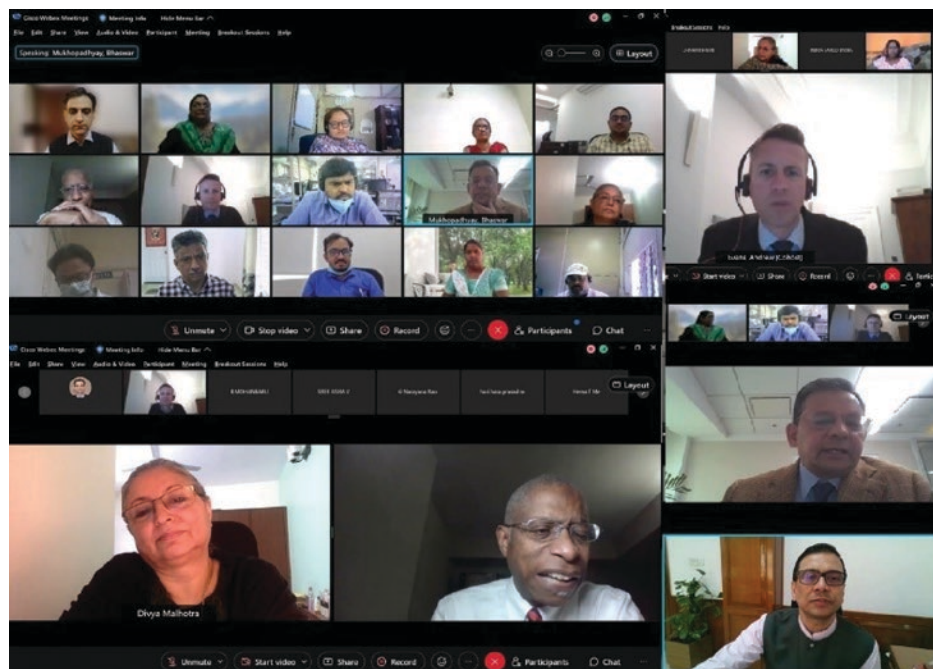 Cisco Webex Meetings Meeting Info Hide Menu Bar
File Edit Share View Audio & Video Participant Meeting Breakout Sessions Help
Speaking: Mukhopadhyay, Bhaswar
Layout
Mukhopadhyay, Bhaswar
Unmute Stop video Share Record Participants Chat
Cisco Webex Meetings Meeting Info Hide Menu Bar
File Edit Share View Audio & Video Participant Meeting Breakout Sessions Help
Layout
Divya Malhotra
Unmute Start video Share Record Participants Chat
Breakout Sessions Help
Start video Share Record
Layout